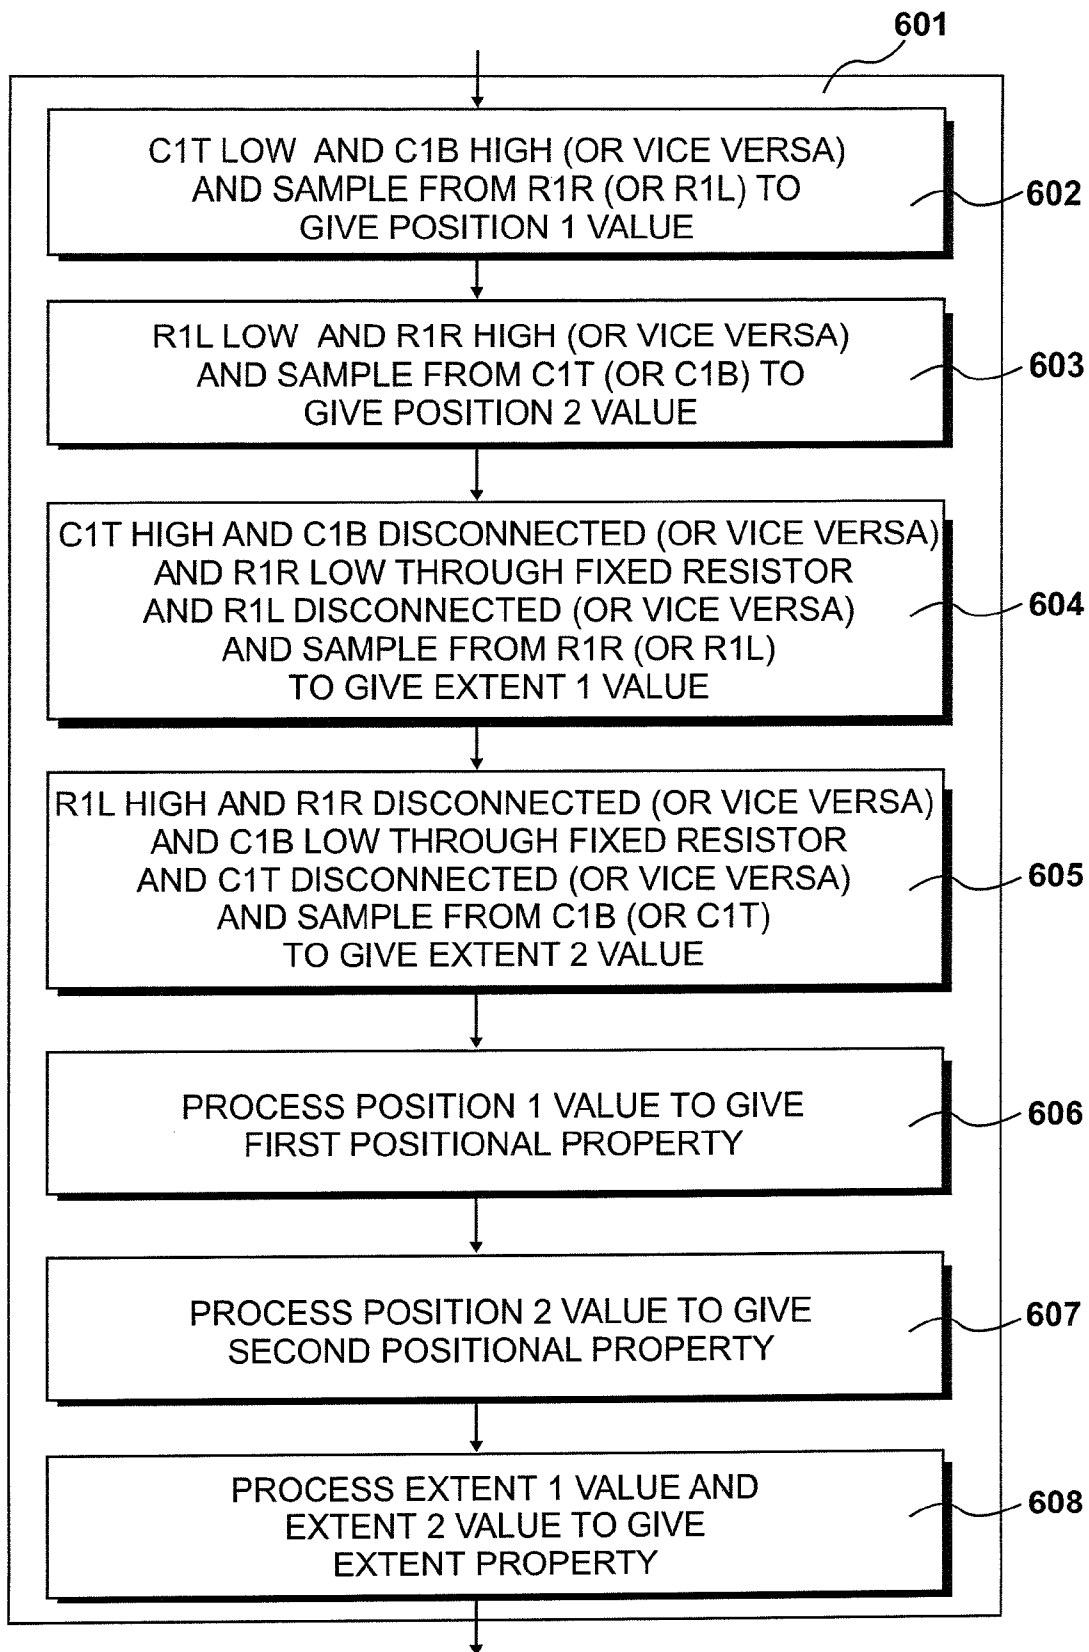 601
C1T LOW AND C1B HIGH (OR VICE VERSA)
AND SAMPLE FROM R1R (OR R1L) TO
GIVE POSITION 1 VALUE
602
R1L LOW AND R1R HIGH (OR VICE VERSA)
AND SAMPLE FROM C1T (OR C1B) TO
GIVE POSITION 2 VALUE
603
C1T HIGH AND C1B DISCONNECTED (OR VICE VERSA)
AND R1R LOW THROUGH FIXED RESISTOR
AND R1L DISCONNECTED (OR VICE VERSA)
AND SAMPLE FROM R1R (OR R1L)
TO GIVE EXTENT 1 VALUE
604
R1L HIGH AND R1R DISCONNECTED (OR VICE VERSA)
AND C1B LOW THROUGH FIXED RESISTOR
AND C1T DISCONNECTED (OR VICE VERSA)
AND SAMPLE FROM C1B (OR C1T)
TO GIVE EXTENT 2 VALUE
605
PROCESS POSITION 1 VALUE TO GIVE
FIRST POSITIONAL PROPERTY
606
PROCESS POSITION 2 VALUE TO GIVE
SECOND POSITIONAL PROPERTY
607
PROCESS EXTENT 1 VALUE AND
EXTENT 2 VALUE TO GIVE
EXTENT PROPERTY
608